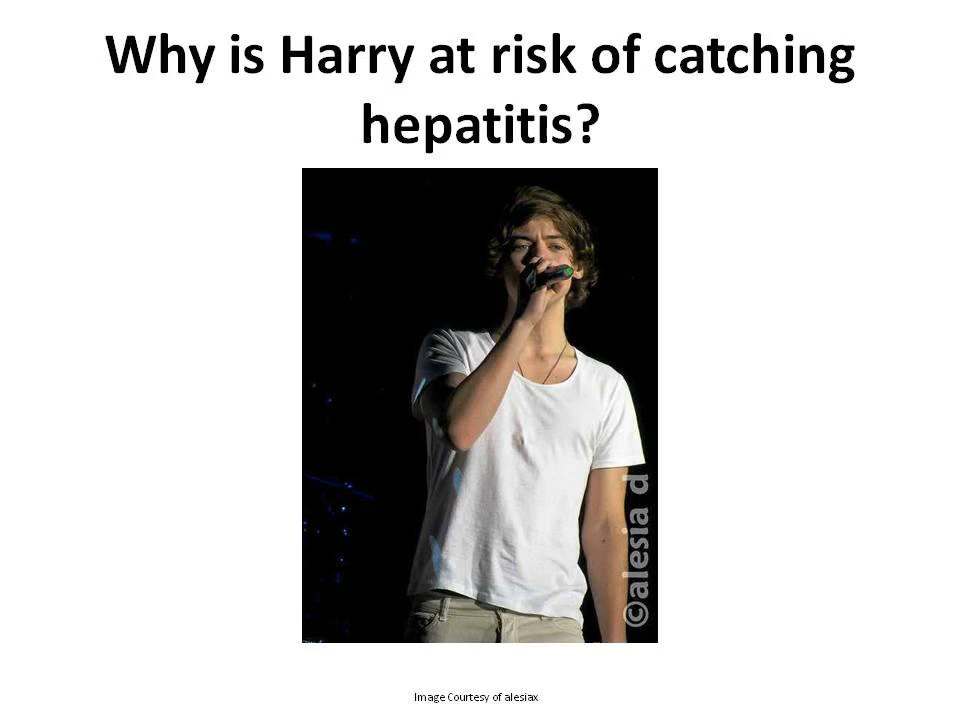 Why is Harry at risk of catching
hepatitis?
©alesia d
Image Courtesy of alesiax